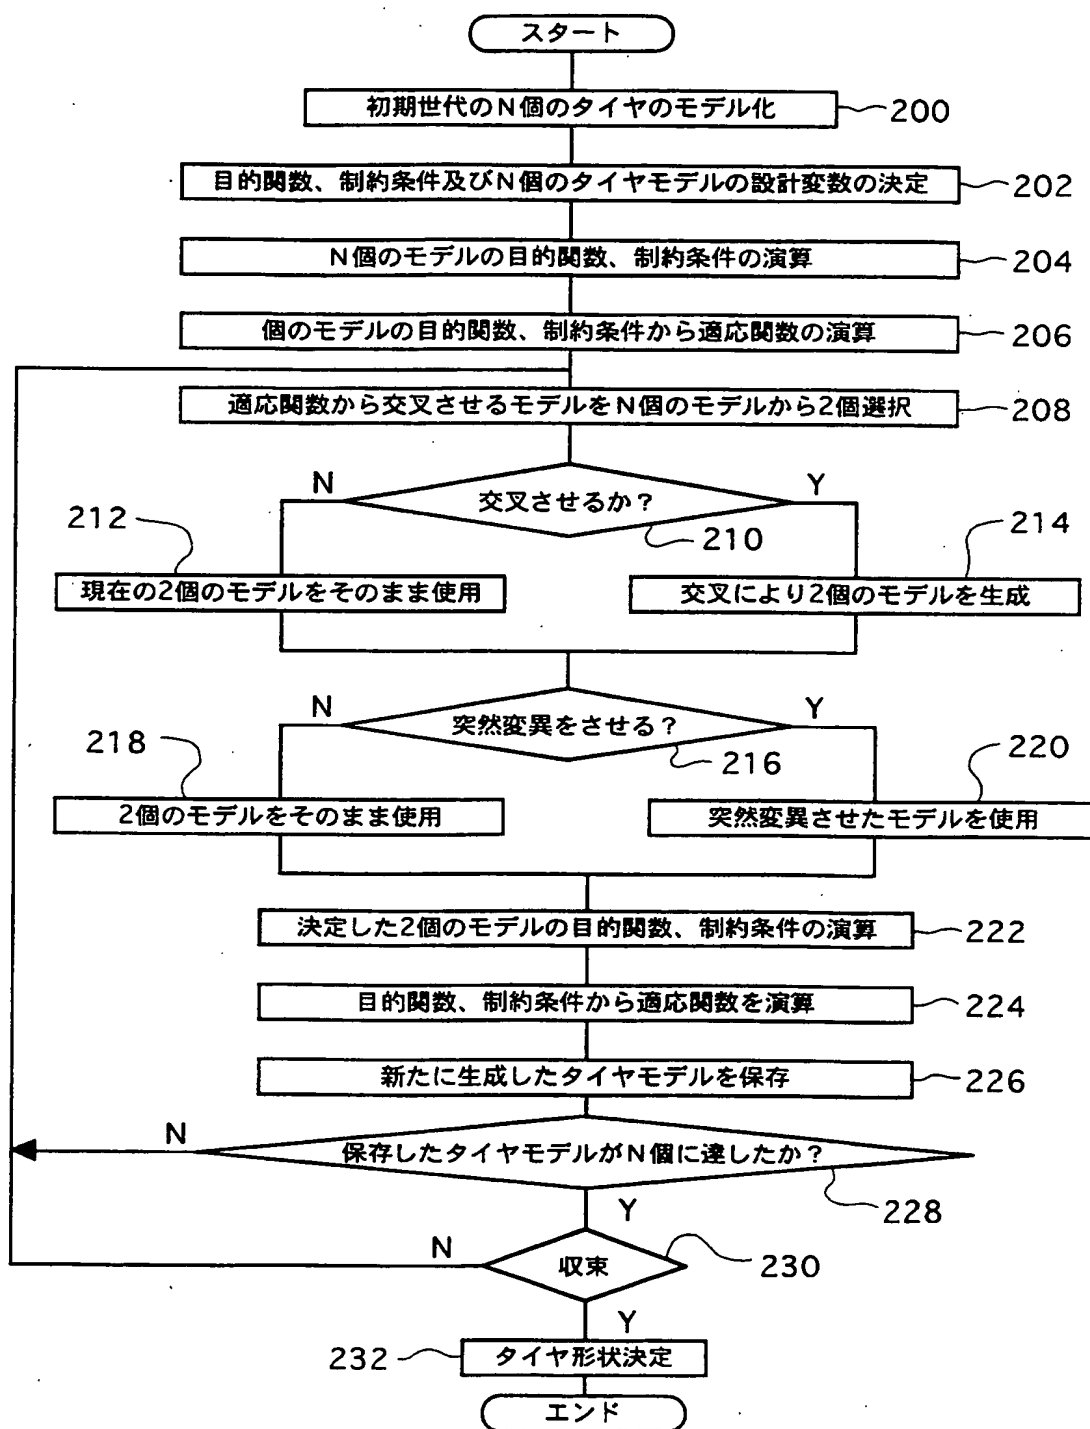 スタート
初期世代のN個のタイヤのモデル化
200
目的関数、制約条件及びN個のタイヤモデルの設計変数の決定
202
N個のモデルの目的関数、制約条件の演算
204
個のモデルの目的関数、制約条件から適応関数の演算
206
適応関数から交叉させるモデルをN個のモデルから2個選択
208
N
交叉させるか？
Y
212
210
214
現在の2個のモデルをそのまま使用
交叉により2個のモデルを生成
N
突然変異をさせる？
Y
218
216
220
2個のモデルをそのまま使用
突然変異させたモデルを使用
決定した2個のモデルの目的関数、制約条件の演算
222
目的関数、制約条件から適応関数を演算
224
新たに生成したタイヤモデルを保存
226
N
保存したタイヤモデルがN個に達したか？
228
Y
N
収束
230
Y
232
タイヤ形状決定
エンド